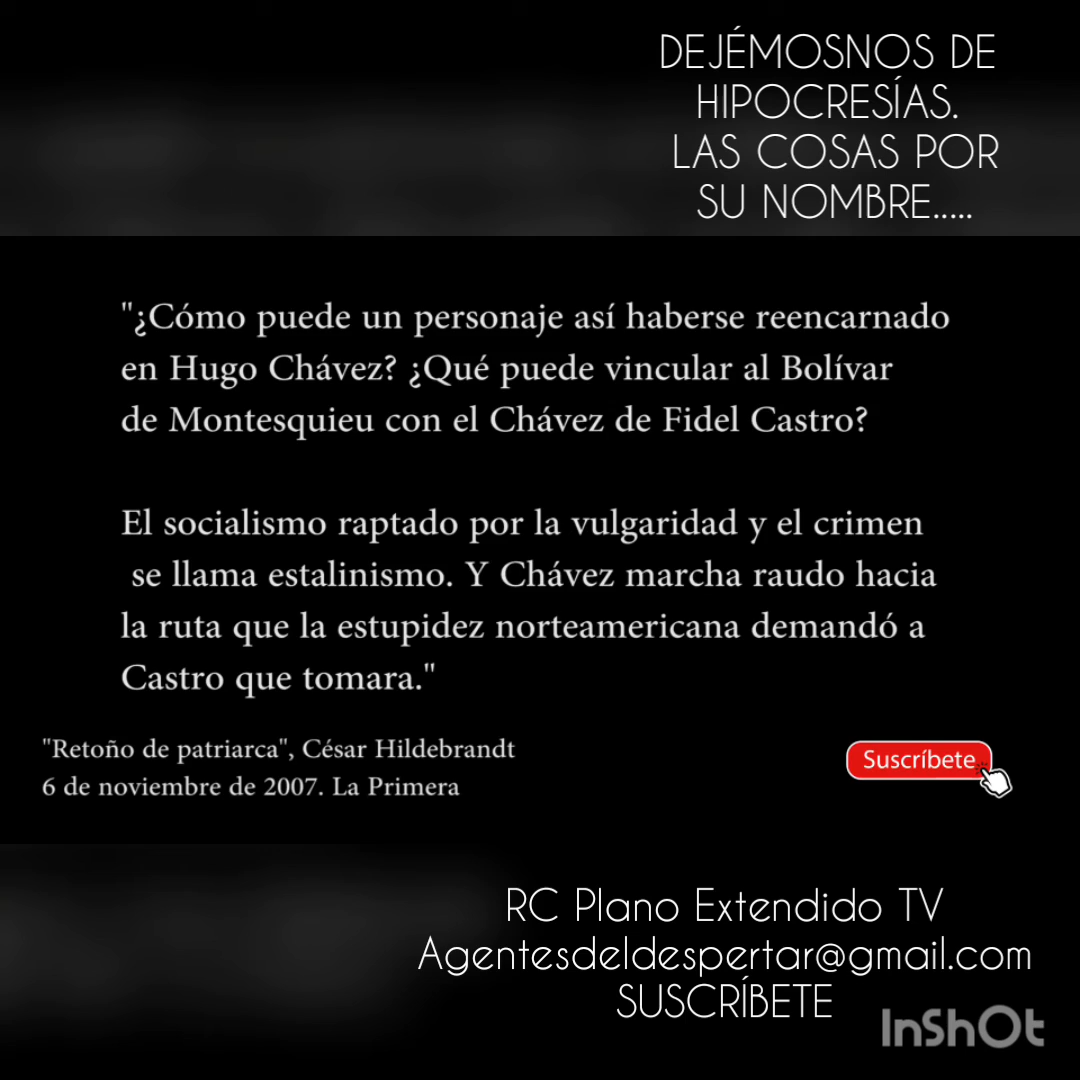 DEJÉMOSNOS DE
HIPOCRESÍAS.
LAS COSAS POR
SU NOMBRE.....
"¿Cómo puede un personaje así haberse reencarnado
en Hugo Chávez? ¿Qué puede vincular al Bolívar
de Montesquieu con el Chávez de Fidel Castro?
El socialismo raptado por la vulgaridad y el crimen
se llama estalinismo. Y Chávez marcha raudo hacia
la ruta que la estupidez norteamericana demandó a
Castro que tomara."
"Retoño de patriarca", César Hildebrandt
6 de noviembre de 2007. La Primera
Suscríbete
RC Plano Extendido TV
Agentesdeldespertar@gmail.com
SUSCRÍBETE
InShOt